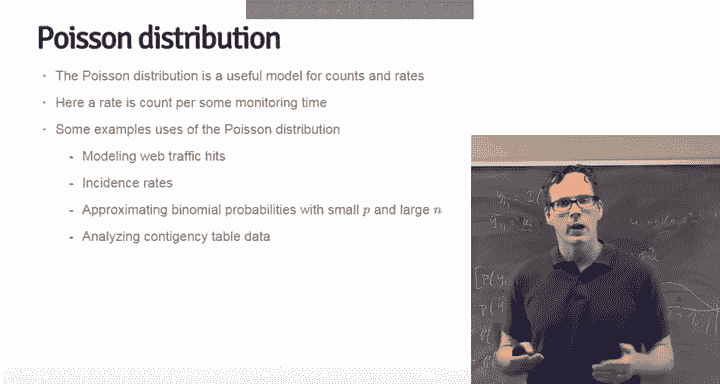 Poisson distribution
· The Poisson distribution is a useful model for counts and rates
· Here a rate is count per some monitoring time
· Some examples uses of the Poisson distribution
- Modeling web traffic hits
- Incidence rates
- Approximating binomial probabilities with small p and large n
- Analyzing contigency table data